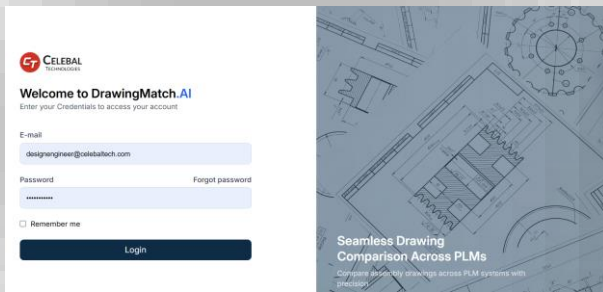 CT CELEBAL
TECHNOLOGIES
Welcome to DrawingMatch.AI
Enter your Credentials to access your account
E-mail
designengineer@celebaltech.com
Password Forgot password
•••••••••••
Remember me
Login
Seamless Drawing
Comparison Across PLMs
Compare assembly drawings across PLM systems with
precision